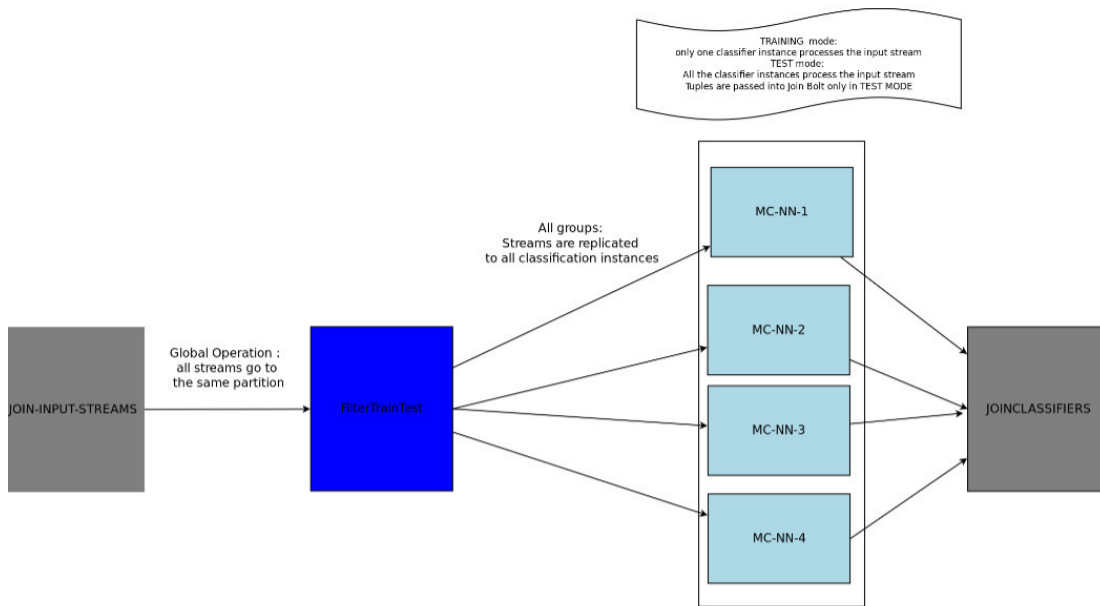 TRAINING mode:
only one classifier instance processes the input stream
TEST mode:
All the classifier instances process the input stream
Tuples are passed into Join Bolt only in TEST MODE
MC-NN-1
All groups:
Streams are replicated
to all classification instances
MC-NN-2
Global Operation :
all streams go to
the same partition
JOIN-INPUT-STREAMS
FilterTrainTest
MC-NN-3
JOINCLASSIFIERS
MC-NN-4